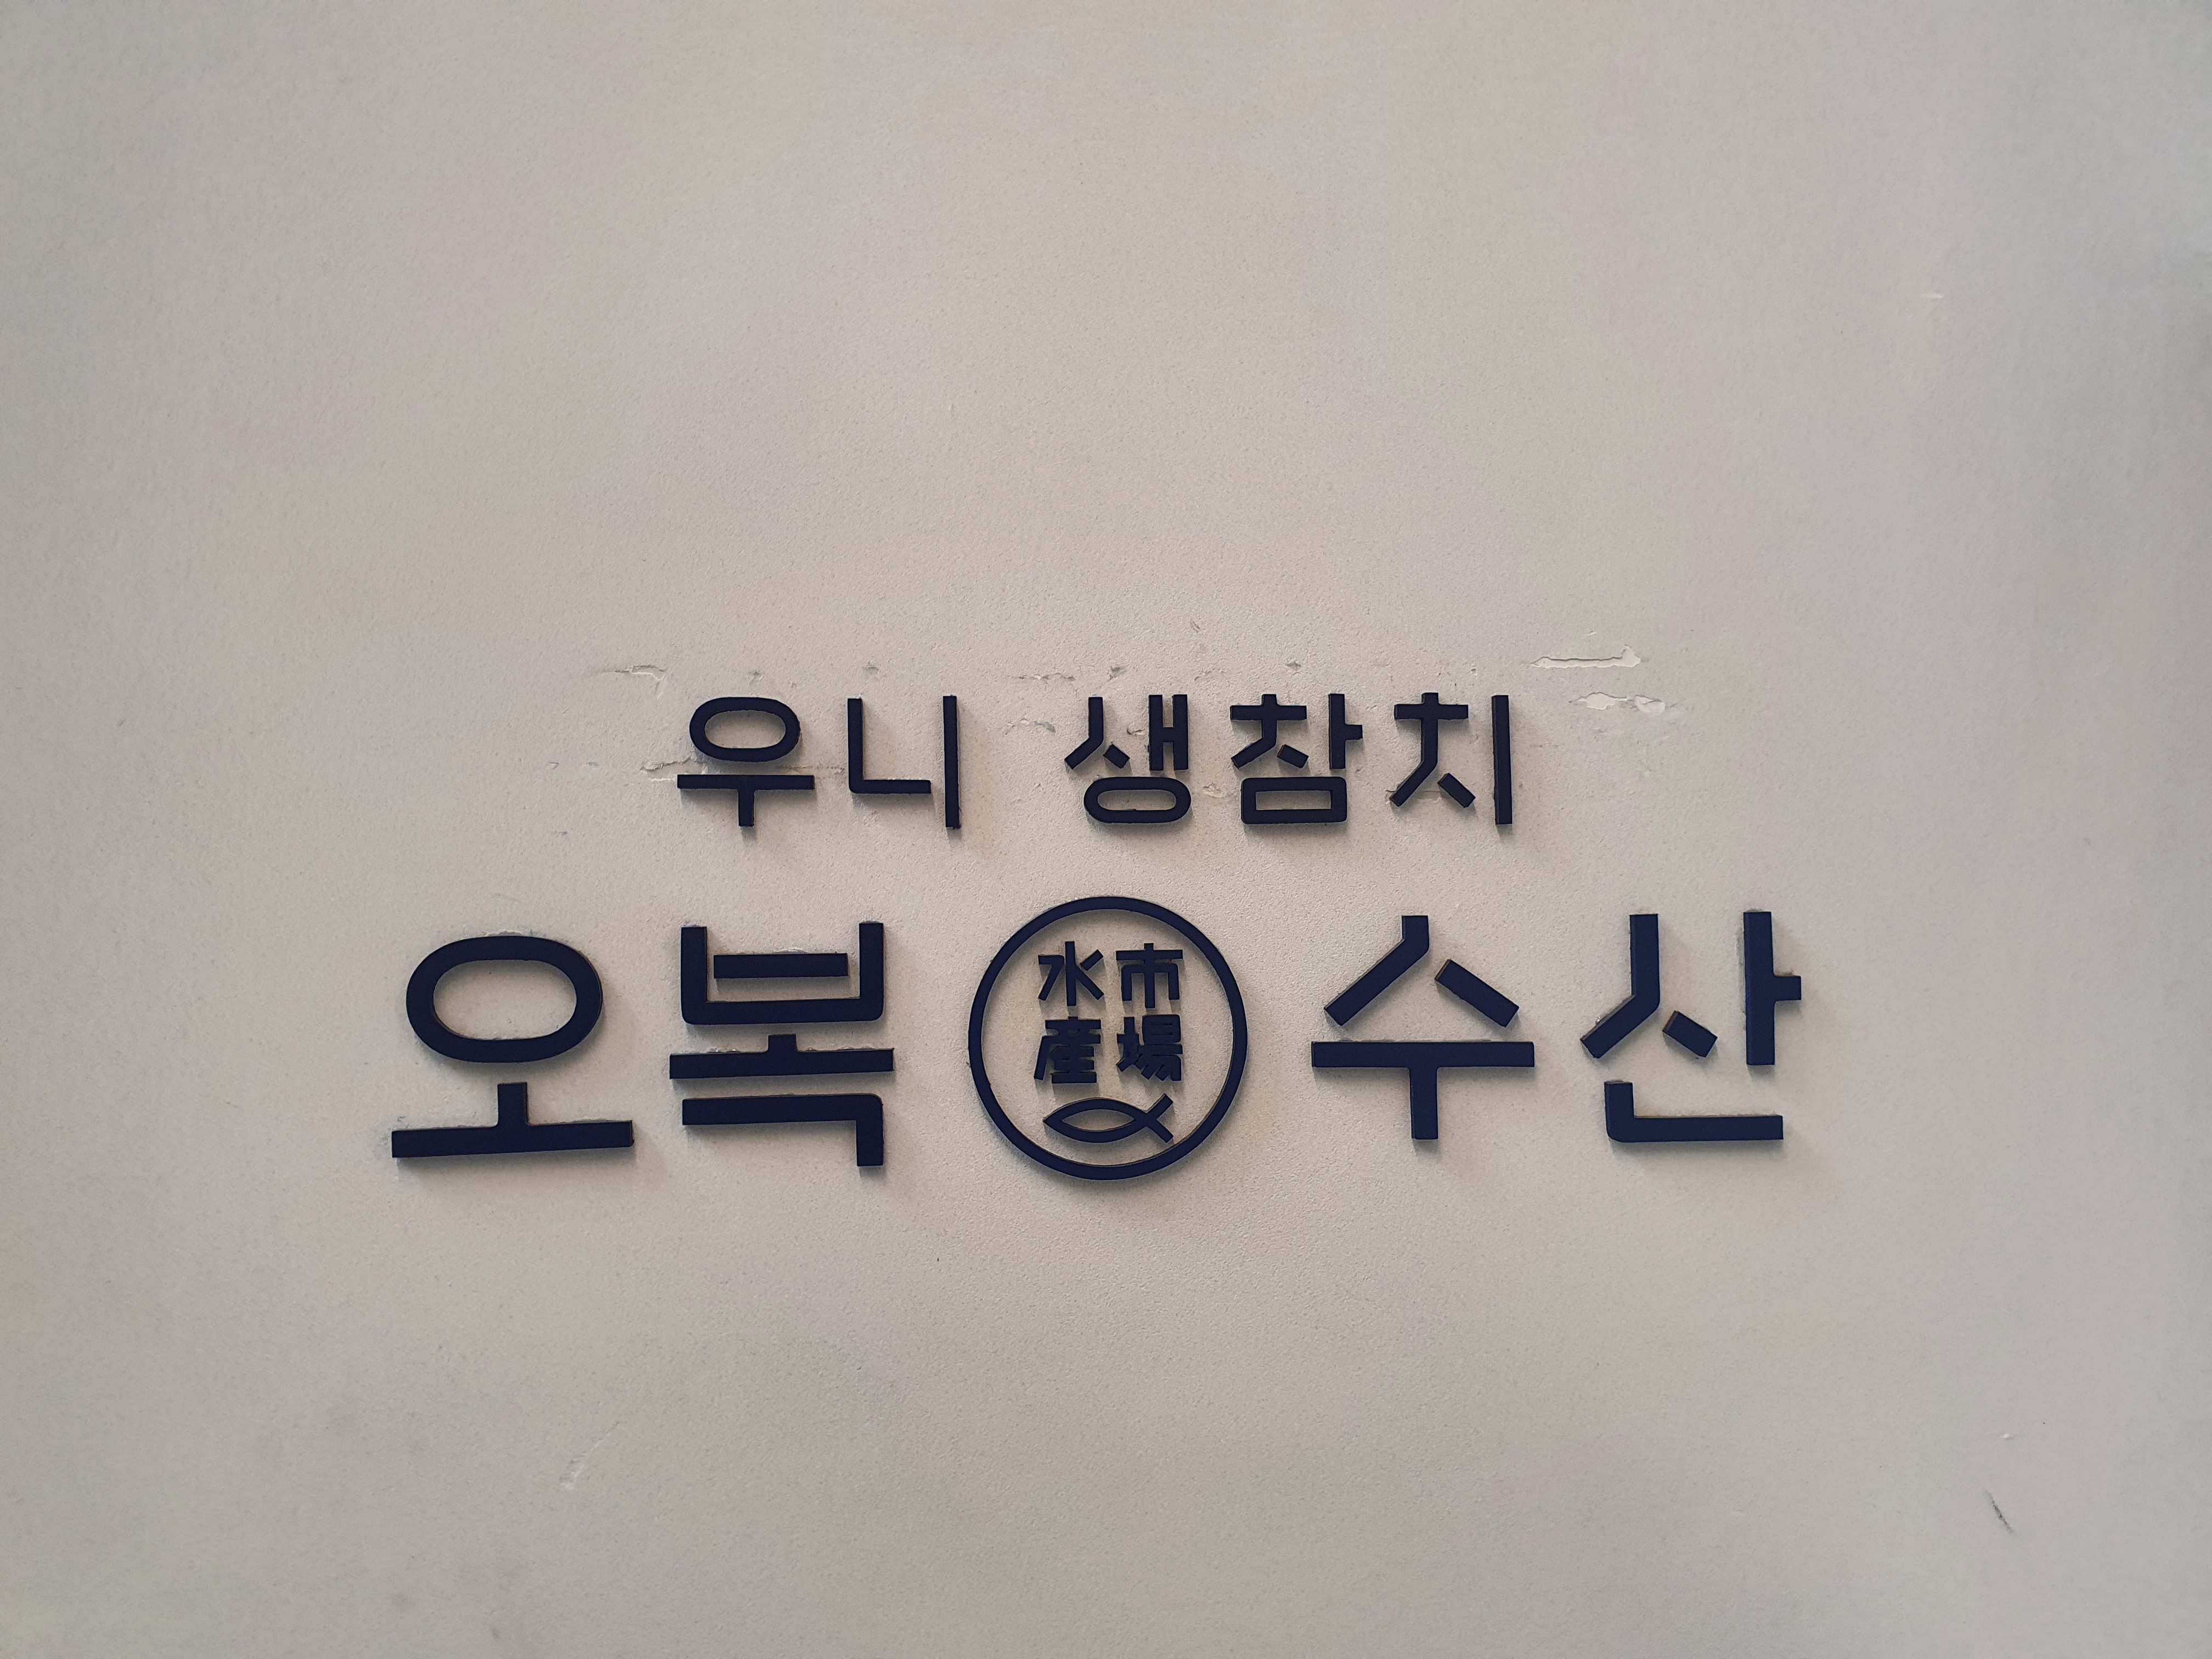 우니 생참치
오복 水産市場 수산